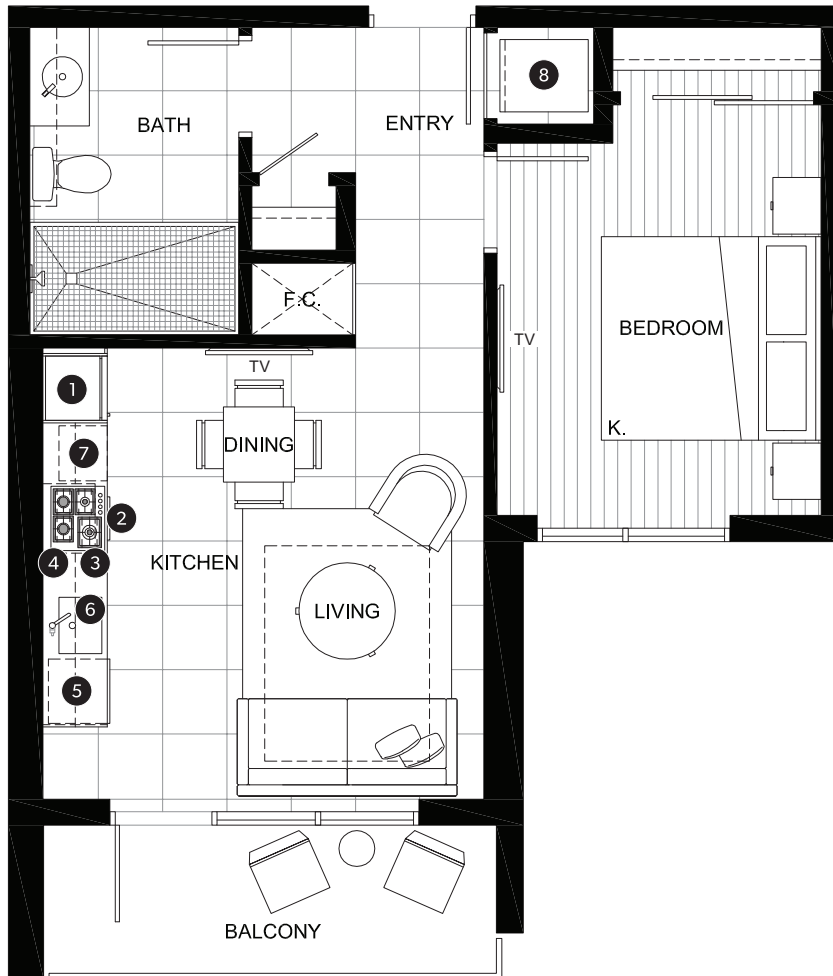 8
BATH
ENTRY
F.C.
BEDROOM
TV
TV
1
K.
7
DINING
2
4
3
KITCHEN
6
LIVING
5
BALCONY